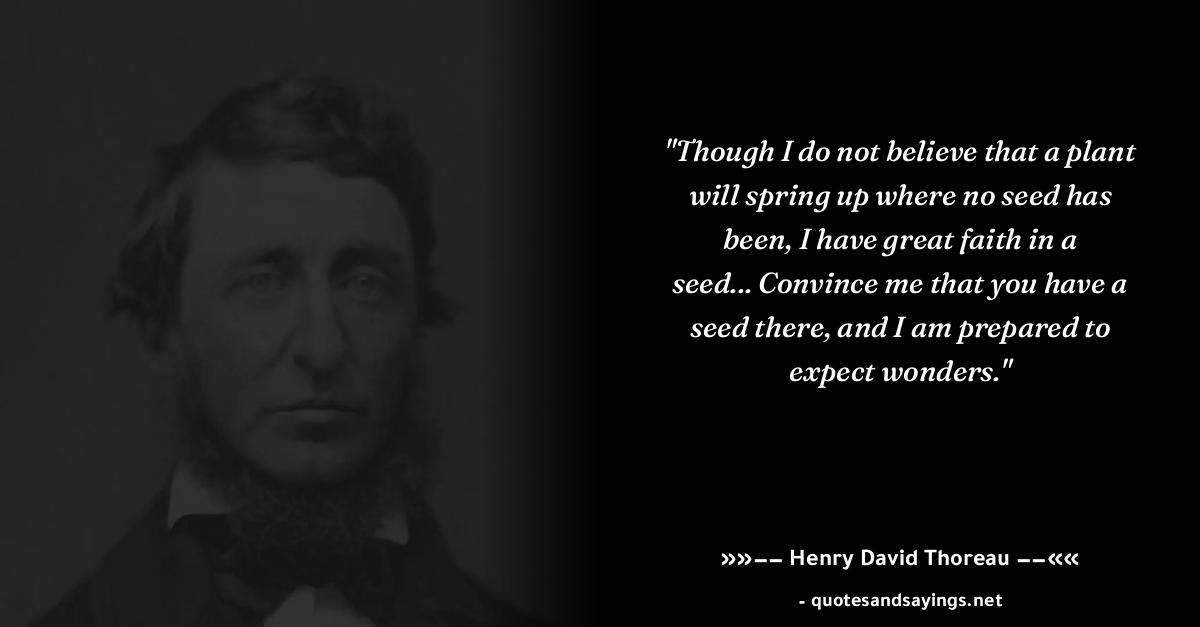 "Though I do not believe that a plant
will spring up where no seed has
been, I have great faith in a
seed... Convince me that you have a
seed there, and I am prepared to
expect wonders."
»»−− Henry David Thoreau −−««
- quotesandsayings.net